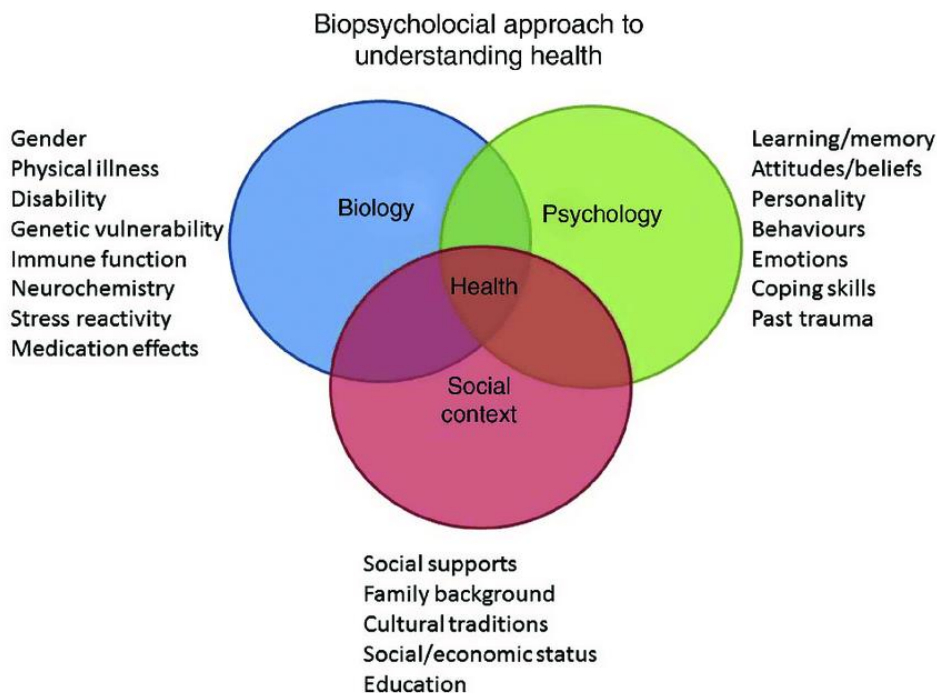 Biopsycholocial approach to
understanding health
Gender
Physical illness
Disability
Genetic vulnerability
Immune function
Neurochemistry
Stress reactivity
Medication effects
Biology
Psychology
Health
Social
context
Learning/memory
Attitudes/beliefs
Personality
Behaviours
Emotions
Coping skills
Past trauma
Social supports
Family background
Cultural traditions
Social/economic status
Education